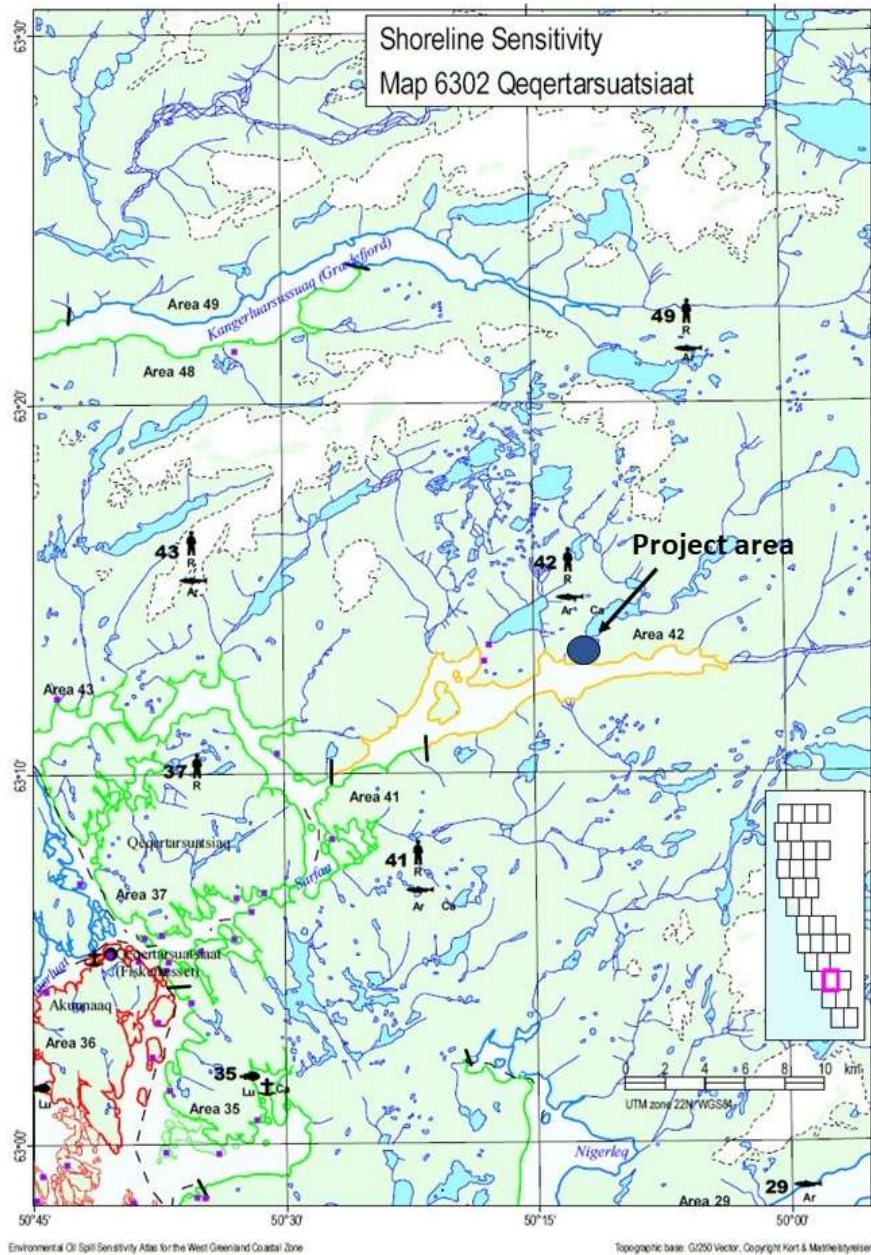 Shoreline Sensitivity
Map 6302 Qeqertarsuatsiaat
63°30'
Area 49
Kangerluarsussuaq (Grædefjord)
49
R
Ar
Area 48
63°20'
43
R
Ar
42
R
Ar Ca
Project area
Area 42
Area 43
63°10'
37
R
Area 41
Qeqertarsuatsiaq
41
R
Ar Ca
Area 37
Qeqertarsuatsiaat
(Fiskenæsset)
Akunnaaq
Area 36
35
Lu
Ca
Lu
Area 35
0 2 4 6 8 10 km
UTM zone 22N/WGS84
63°00'
Nigerleq
Area 29
29
Ar
50°45' 50°30' 50°15' 50°00'
Environmental Oil Spill Sensitivity Atlas for the West Greenland Coastal Zone
Topographic base: G/250 Vector, Copyright Kort & Matrikelstyrelsen